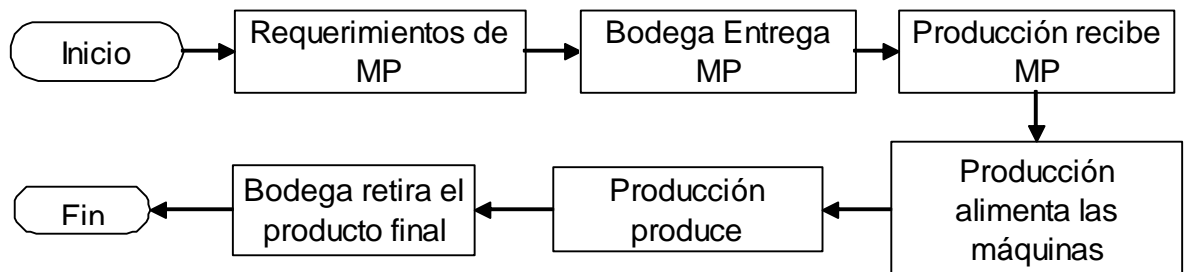 Inicio
Requerimientos de
MP
Bodega Entrega
MP
Producción recibe
MP
Producción
alimenta las
máquinas
Producción
produce
Bodega retira el
producto final
Fin